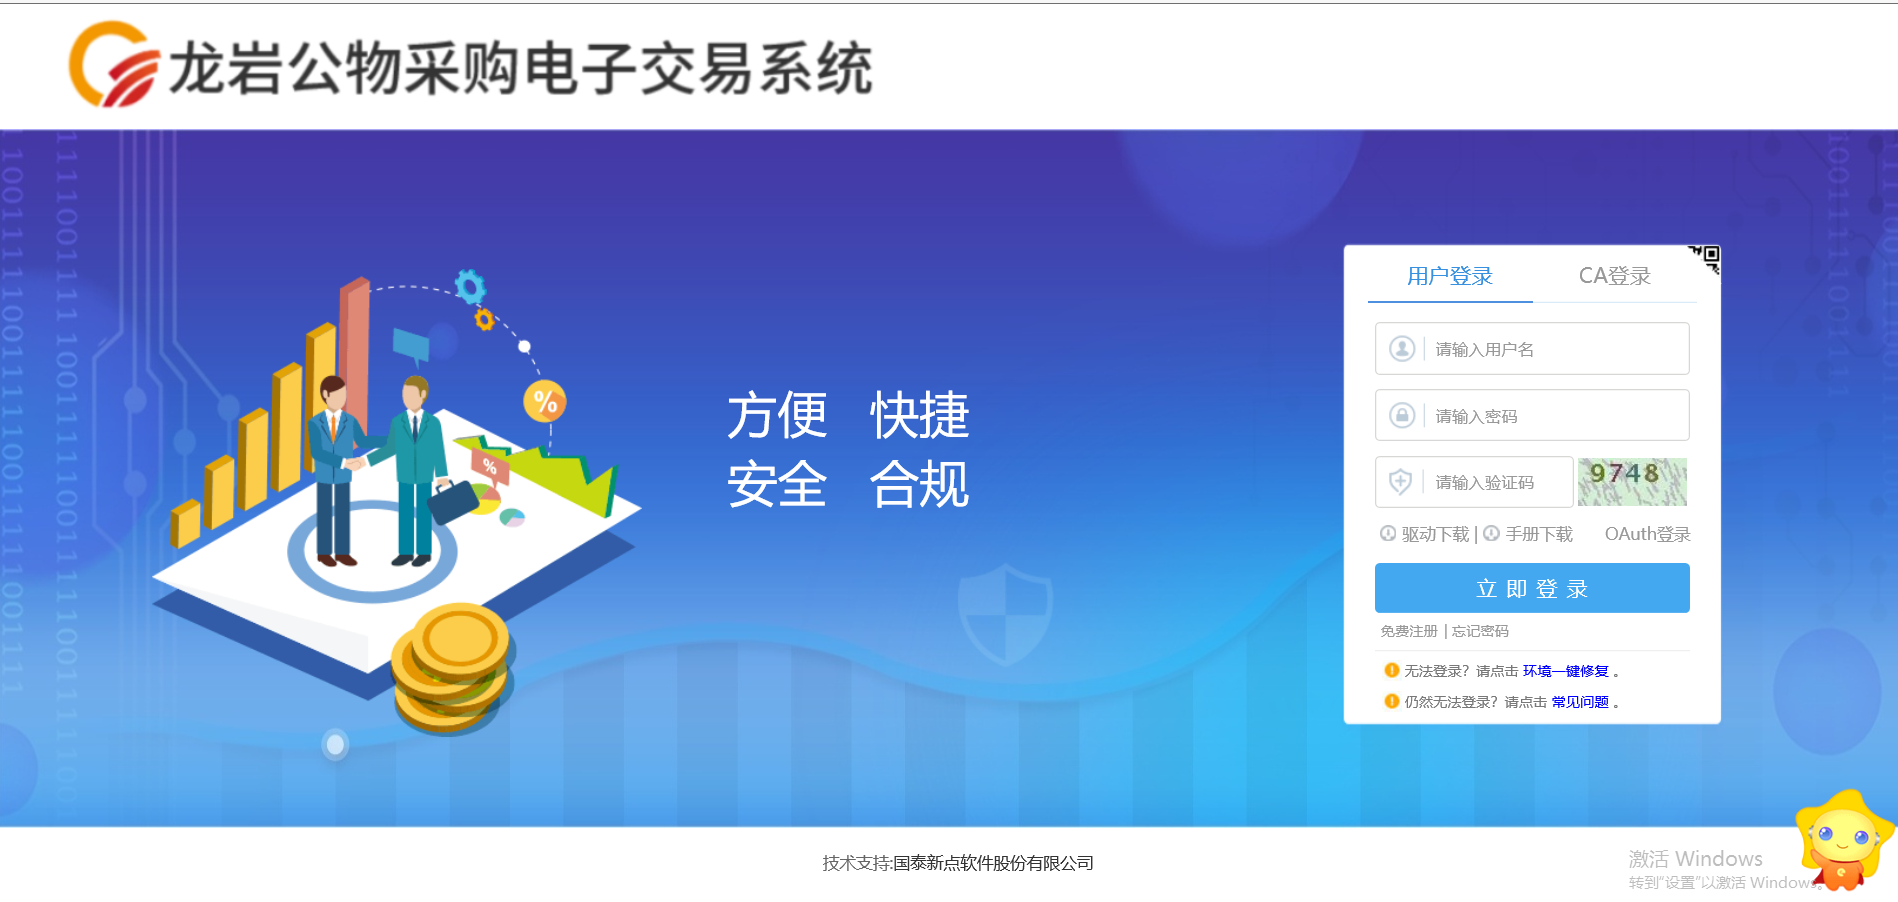 龙岩公物采购电子交易系统
用户登录 CA登录
请输入用户名
请输入密码
请输入验证码 9748
驱动下载 | 手册下载 OAuth登录
立即登录
免费注册 | 忘记密码
无法登录？请点击 环境一键修复 。
仍然无法登录？请点击 常见问题 。
方便 快捷
安全 合规
%
%
技术支持:国泰新点软件股份有限公司
激活 Windows
转到"设置"以激活 Windows。